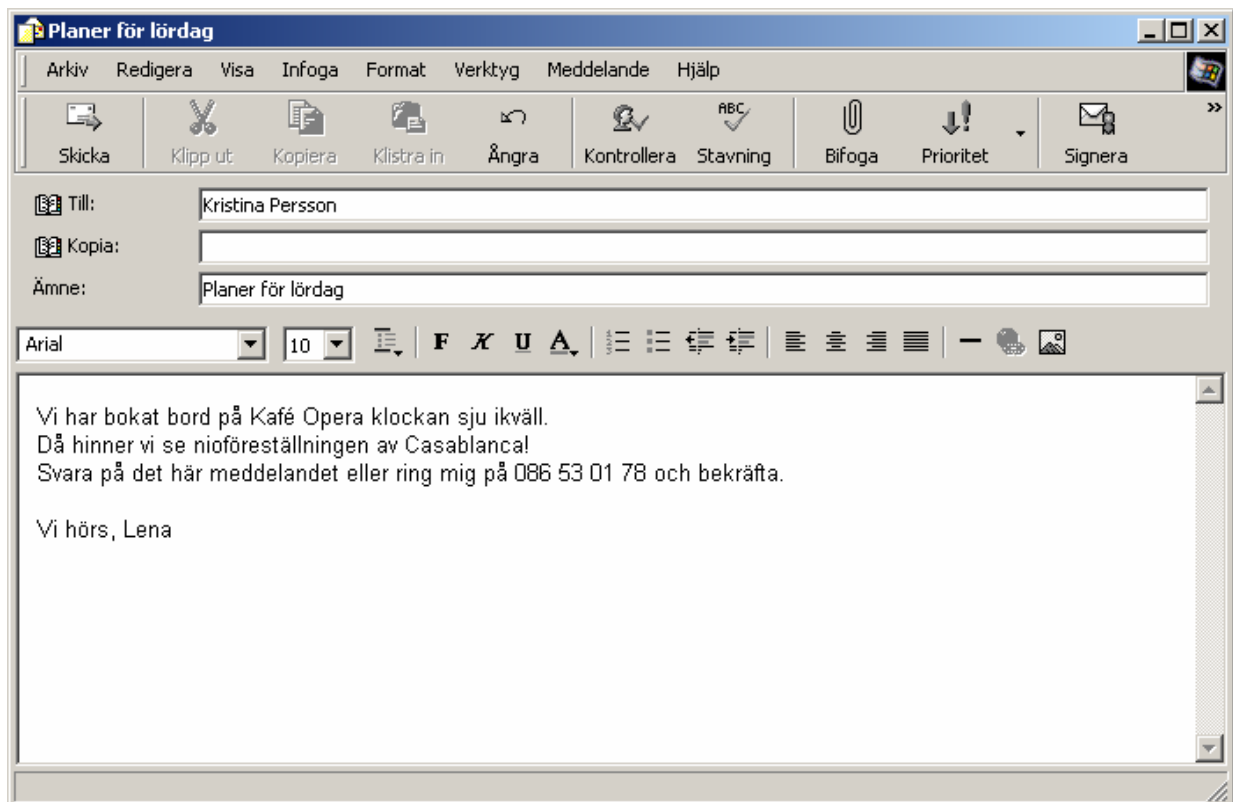 Planer för lördag
Arkiv Redigera Visa Infoga Format Verktyg Meddelande Hjälp
Skicka Klipp ut Kopiera Klistra in Ångra Kontrollera ABC Stavning Bifoga Prioritet Signera »
Till: Kristina Persson
Kopia:
Ämne: Planer för lördag
Arial 10 F K U A
Vi har bokat bord på Kafé Opera klockan sju ikväll.
Då hinner vi se nioföreställningen av Casablanca!
Svara på det här meddelandet eller ring mig på 086 53 01 78 och bekräfta.
Vi hörs, Lena